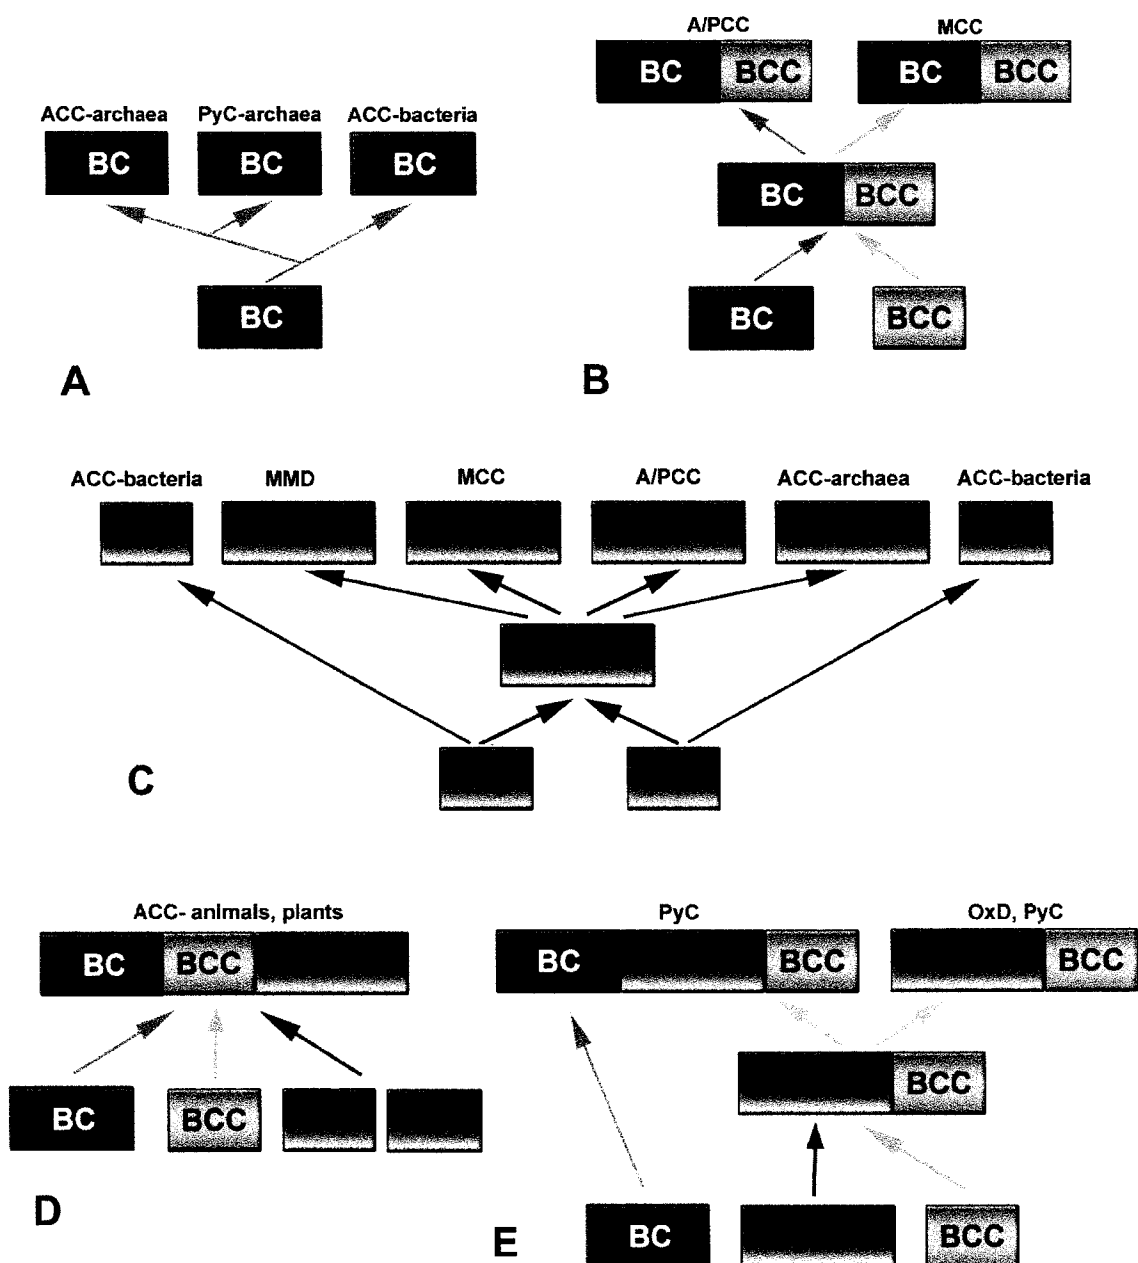 A/PCC MCC
BC BCC BC BCC
ACC-archaea PyC-archaea ACC-bacteria
BC BC BC
BC BCC
BC
BC BCC
A
B
ACC-bacteria MMD MCC A/PCC ACC-archaea ACC-bacteria
C
ACC- animals, plants
BC BCC
BC BCC
D
PyC OxD, PyC
BC BCC BCC
BCC
BC BCC
E